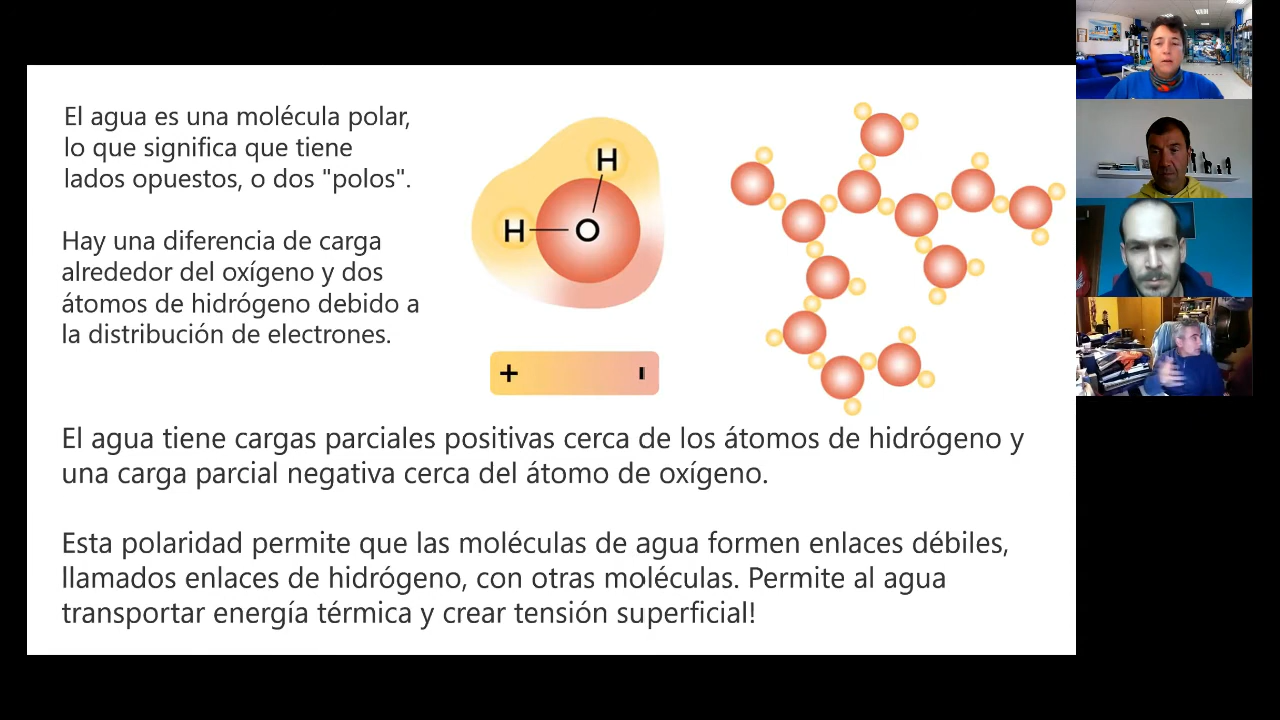 El agua es una molécula polar,
lo que significa que tiene
lados opuestos, o dos "polos".
Hay una diferencia de carga
alrededor del oxígeno y dos
átomos de hidrógeno debido a
la distribución de electrones.
H
H O
+ -
El agua tiene cargas parciales positivas cerca de los átomos de hidrógeno y
una carga parcial negativa cerca del átomo de oxígeno.
Esta polaridad permite que las moléculas de agua formen enlaces débiles,
llamados enlaces de hidrógeno, con otras moléculas. Permite al agua
transportar energía térmica y crear tensión superficial!